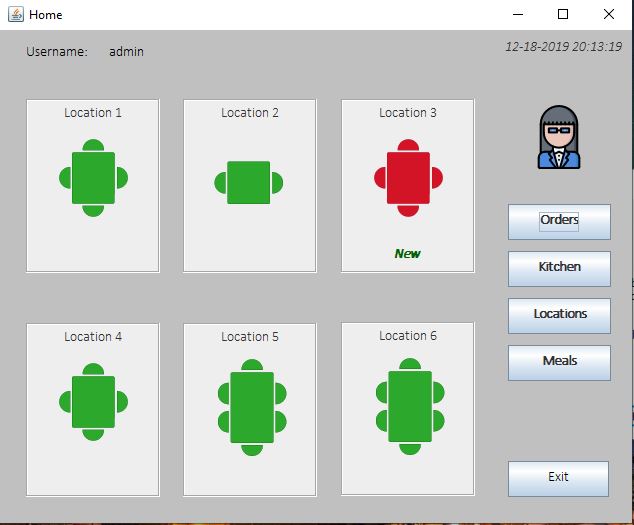 Home
Username: admin
12-18-2019 20:13:19
Location 1
Location 2
Location 3
New
Location 4
Location 5
Location 6
Orders
Kitchen
Locations
Meals
Exit